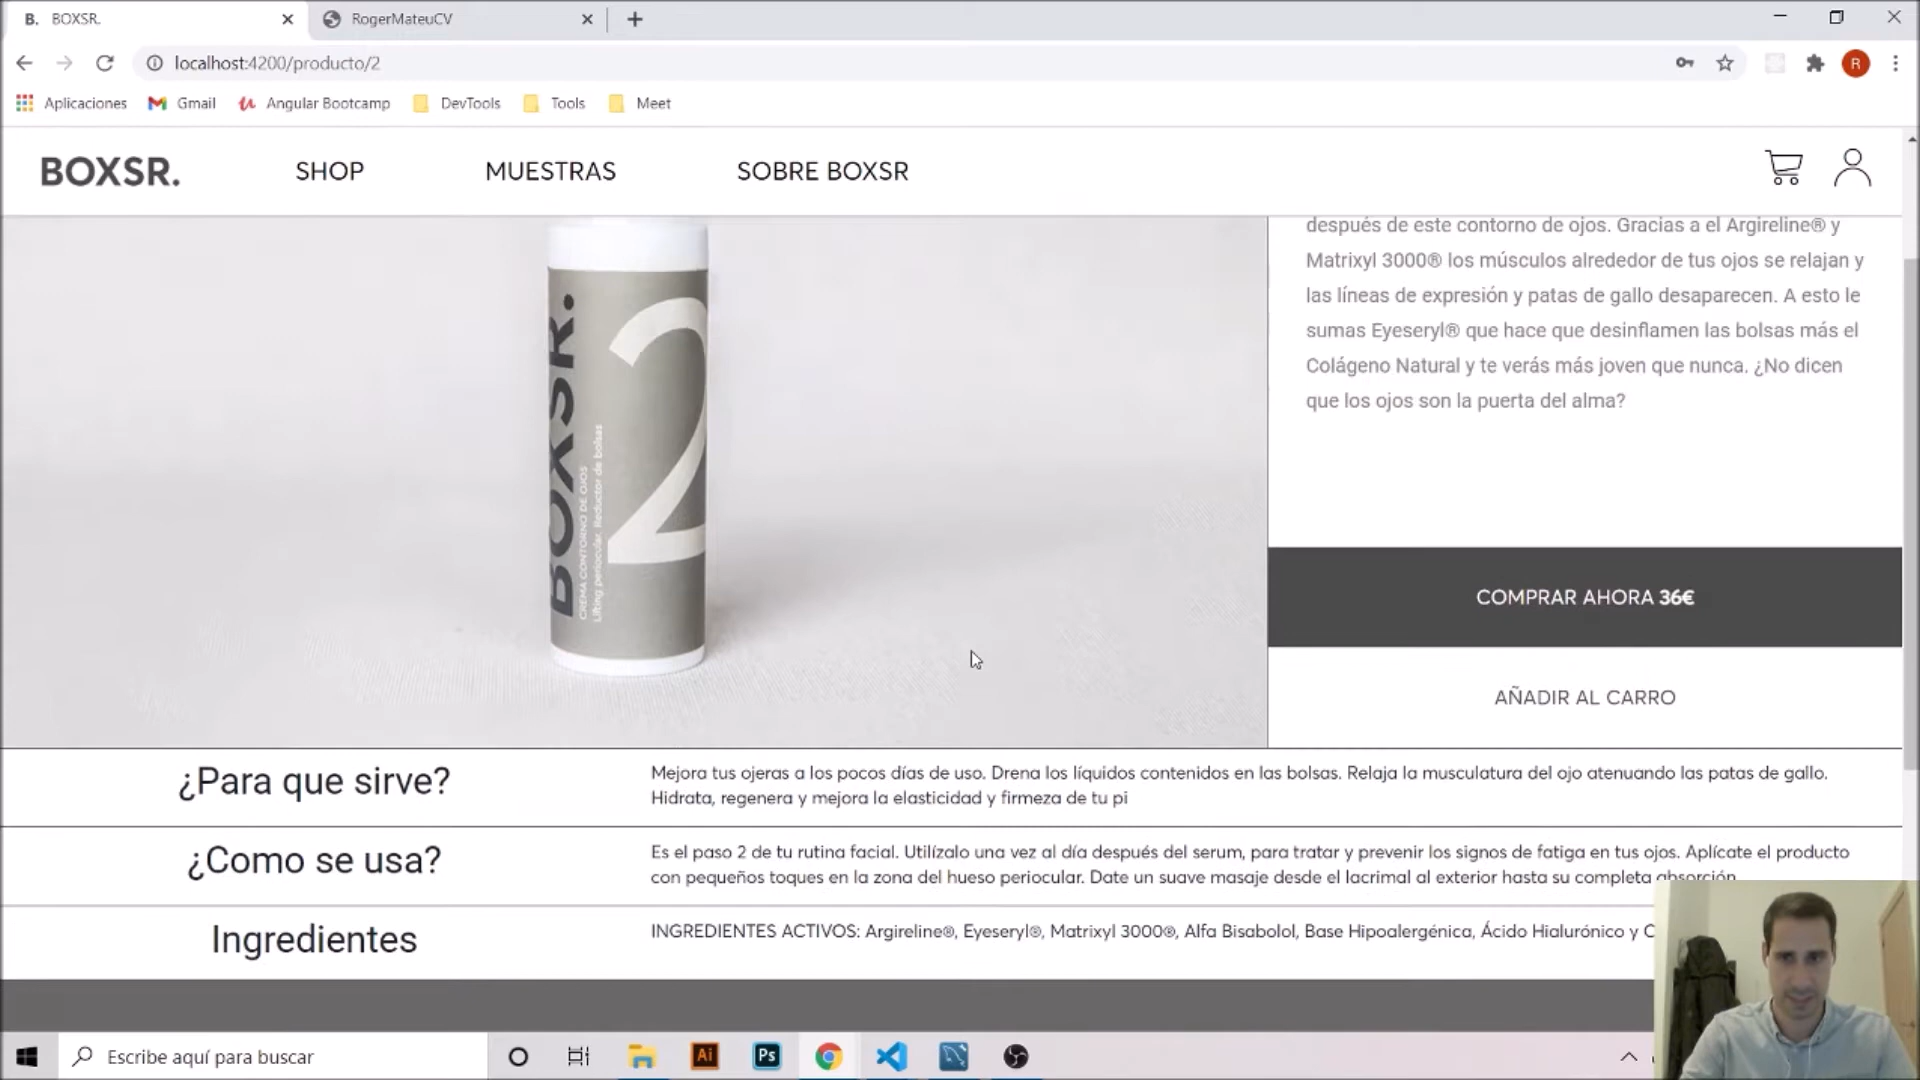 B. BOXSR.
RogerMateuCV
localhost:4200/producto/2
R
Aplicaciones
Gmail
Angular Bootcamp
DevTools
Tools
Meet
BOXSR.
SHOP
MUESTRAS
SOBRE BOXSR
después de este contorno de ojos. Gracias a el Argireline® y
Matrixyl 3000® los músculos alrededor de tus ojos se relajan y
las líneas de expresión y patas de gallo desaparecen. A esto le
sumas Eyeseryl® que hace que desinflamen las bolsas más el
Colágeno Natural y te verás más joven que nunca. ¿No dicen
que los ojos son la puerta del alma?
BOXSR.
CREMA CONTORNO DE OJOS
Lifting periocular. Reductor de bolsas
2
COMPRAR AHORA 36€
AÑADIR AL CARRO
¿Para que sirve?
Mejora tus ojeras a los pocos días de uso. Drena los líquidos contenidos en las bolsas. Relaja la musculatura del ojo atenuando las patas de gallo.
Hidrata, regenera y mejora la elasticidad y firmeza de tu pi
¿Como se usa?
Es el paso 2 de tu rutina facial. Utilízalo una vez al día después del serum, para tratar y prevenir los signos de fatiga en tus ojos. Aplícate el producto
con pequeños toques en la zona del hueso periocular. Date un suave masaje desde el lacrimal al exterior hasta su completa absorción.
Ingredientes
INGREDIENTES ACTIVOS: Argireline®, Eyeseryl®, Matrixyl 3000®, Alfa Bisabolol, Base Hipoalergénica, Ácido Hialurónico y C
Escribe aquí para buscar
Ai
Ps